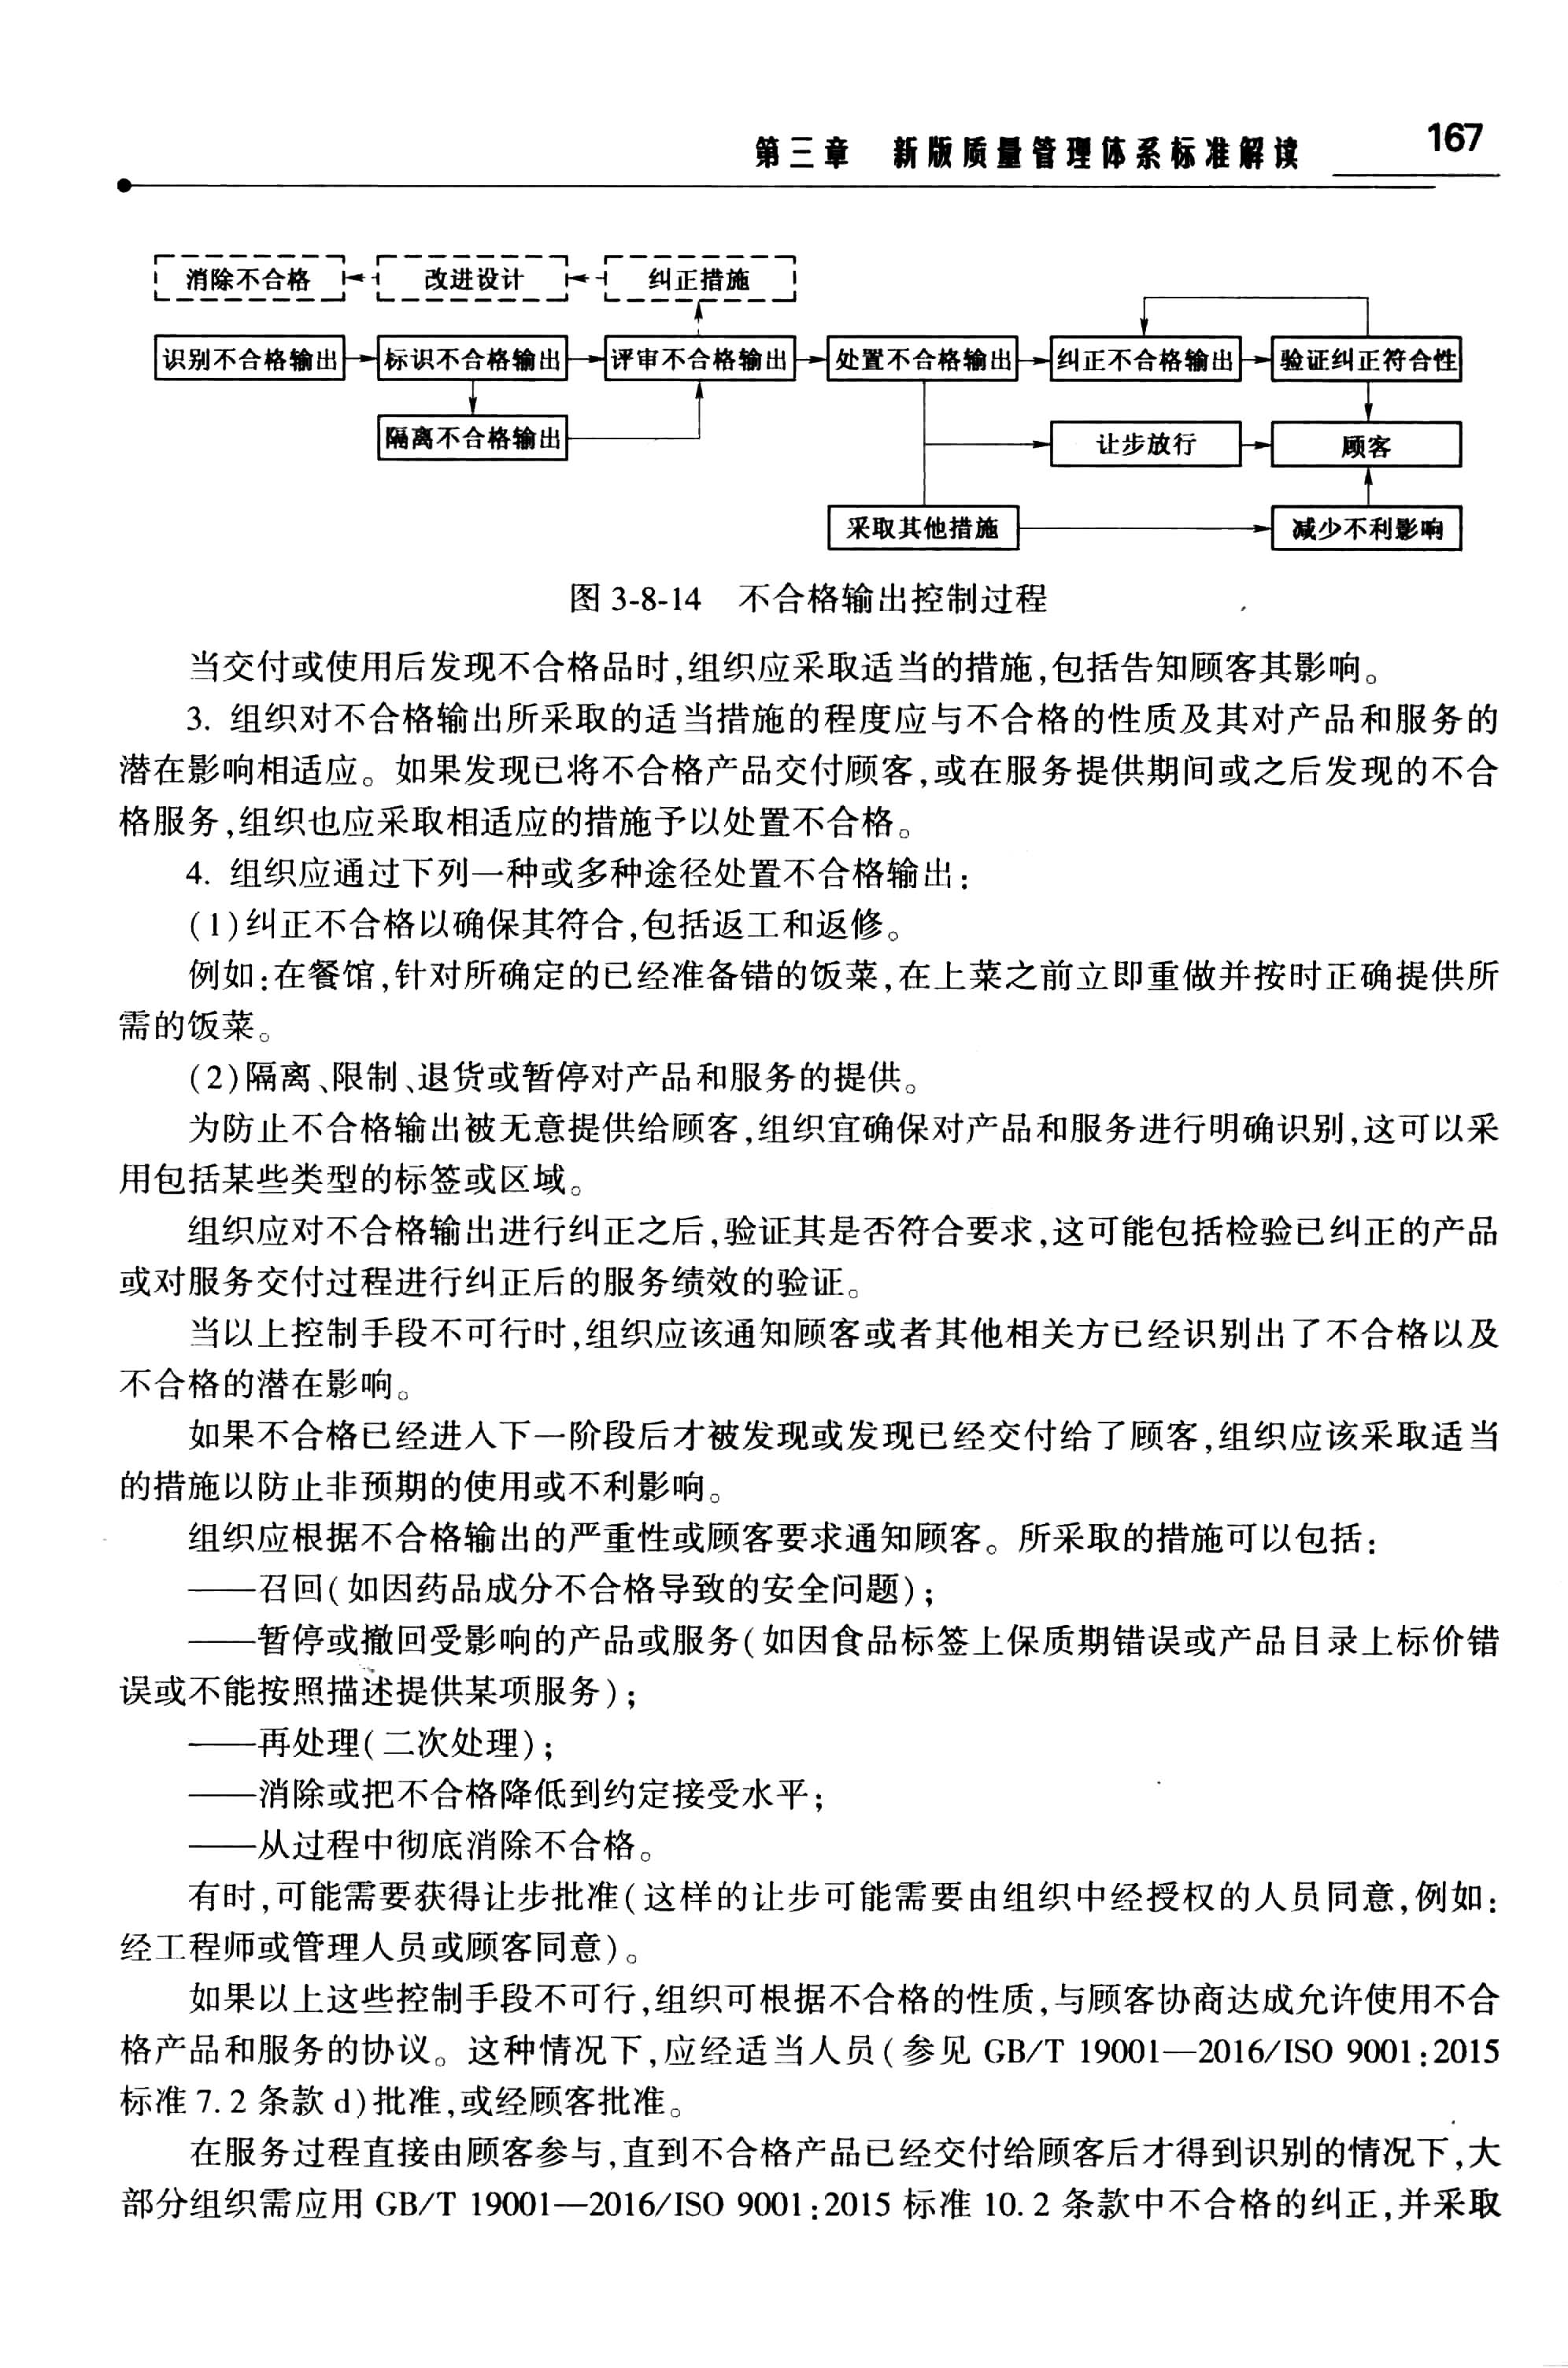 第三章 新版质量管理体系标准解读 167
消除不合格 改进设计 纠正措施
识别不合格输出 标识不合格输出 评审不合格输出 处置不合格输出 纠正不合格输出 验证纠正符合性
隔离不合格输出 让步放行 顾客
采取其他措施 减少不利影响
图 3-8-14 不合格输出控制过程
当交付或使用后发现不合格品时,组织应采取适当的措施,包括告知顾客其影响。
3. 组织对不合格输出所采取的适当措施的程度应与不合格的性质及其对产品和服务的
潜在影响相适应。如果发现已将不合格产品交付顾客,或在服务提供期间或之后发现的不合
格服务,组织也应采取相适应的措施予以处置不合格。
4. 组织应通过下列一种或多种途径处置不合格输出:
(1)纠正不合格以确保其符合,包括返工和返修。
例如:在餐馆,针对所确定的已经准备错的饭菜,在上菜之前立即重做并按时正确提供所
需的饭菜。
(2)隔离、限制、退货或暂停对产品和服务的提供。
为防止不合格输出被无意提供给顾客,组织宜确保对产品和服务进行明确识别,这可以采
用包括某些类型的标签或区域。
组织应对不合格输出进行纠正之后,验证其是否符合要求,这可能包括检验已纠正的产品
或对服务交付过程进行纠正后的服务绩效的验证。
当以上控制手段不可行时,组织应该通知顾客或者其他相关方已经识别出了不合格以及
不合格的潜在影响。
如果不合格已经进入下一阶段后才被发现或发现已经交付给了顾客,组织应该采取适当
的措施以防止非预期的使用或不利影响。
组织应根据不合格输出的严重性或顾客要求通知顾客。所采取的措施可以包括:
——召回(如因药品成分不合格导致的安全问题);
——暂停或撤回受影响的产品或服务(如因食品标签上保质期错误或产品目录上标价错
误或不能按照描述提供某项服务);
——再处理(二次处理);
——消除或把不合格降低到约定接受水平;
——从过程中彻底消除不合格。
有时,可能需要获得让步批准(这样的让步可能需要由组织中经授权的人员同意,例如:
经工程师或管理人员或顾客同意)。
如果以上这些控制手段不可行,组织可根据不合格的性质,与顾客协商达成允许使用不合
格产品和服务的协议。这种情况下,应经适当人员(参见 GB/T 19001—2016/ISO 9001:2015
标准 7.2 条款 d)批准,或经顾客批准。
在服务过程直接由顾客参与,直到不合格产品已经交付给顾客后才得到识别的情况下,大
部分组织需应用 GB/T 19001—2016/ISO 9001:2015 标准 10.2 条款中不合格的纠正,并采取